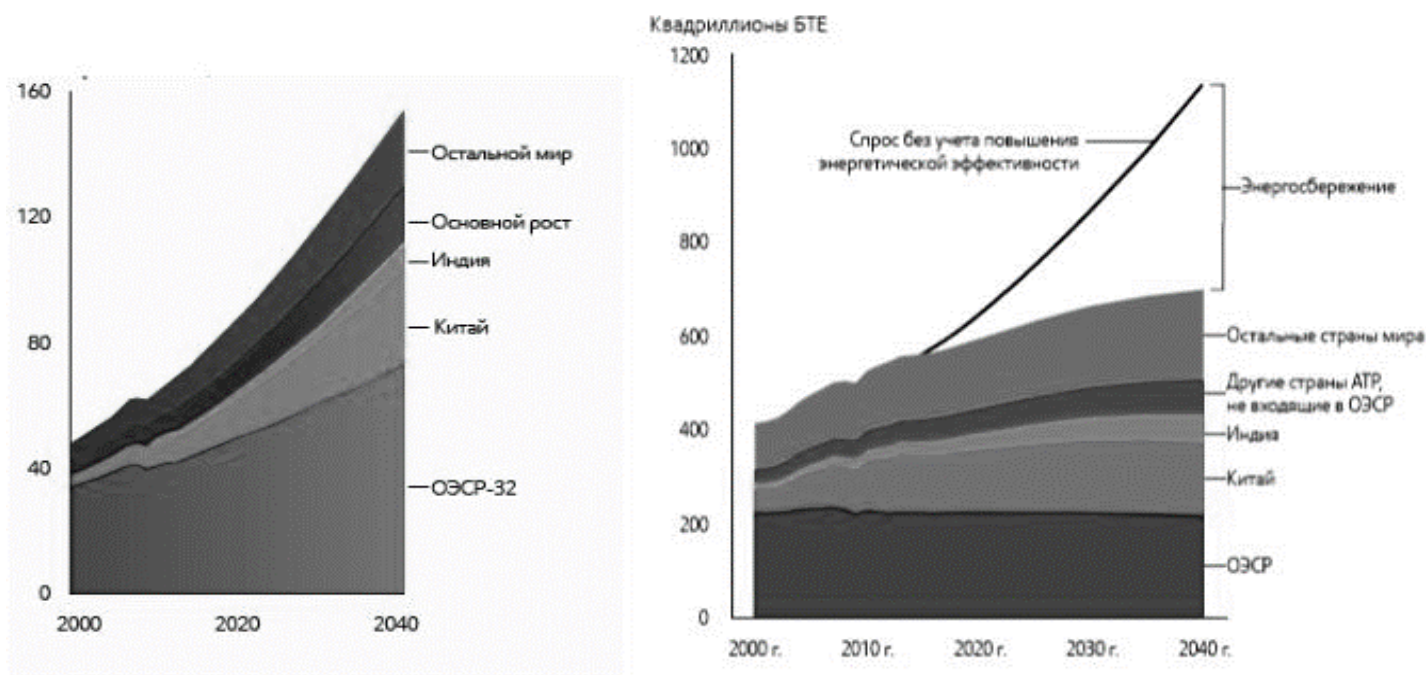 160
120
80
40
0
2000
2020
2040
Остальной мир
Основной рост
Индия
Китай
ОЭСР-32
Квадриллионы БТЕ
1200
1000
800
600
400
200
0
2000 г.
2010 г.
2020 г.
2030 г.
2040 г.
Спрос без учета повышения
энергетической эффективности
Энергосбережение
Остальные страны мира
Другие страны АТР,
не входящие в ОЭСР
Индия
Китай
ОЭСР